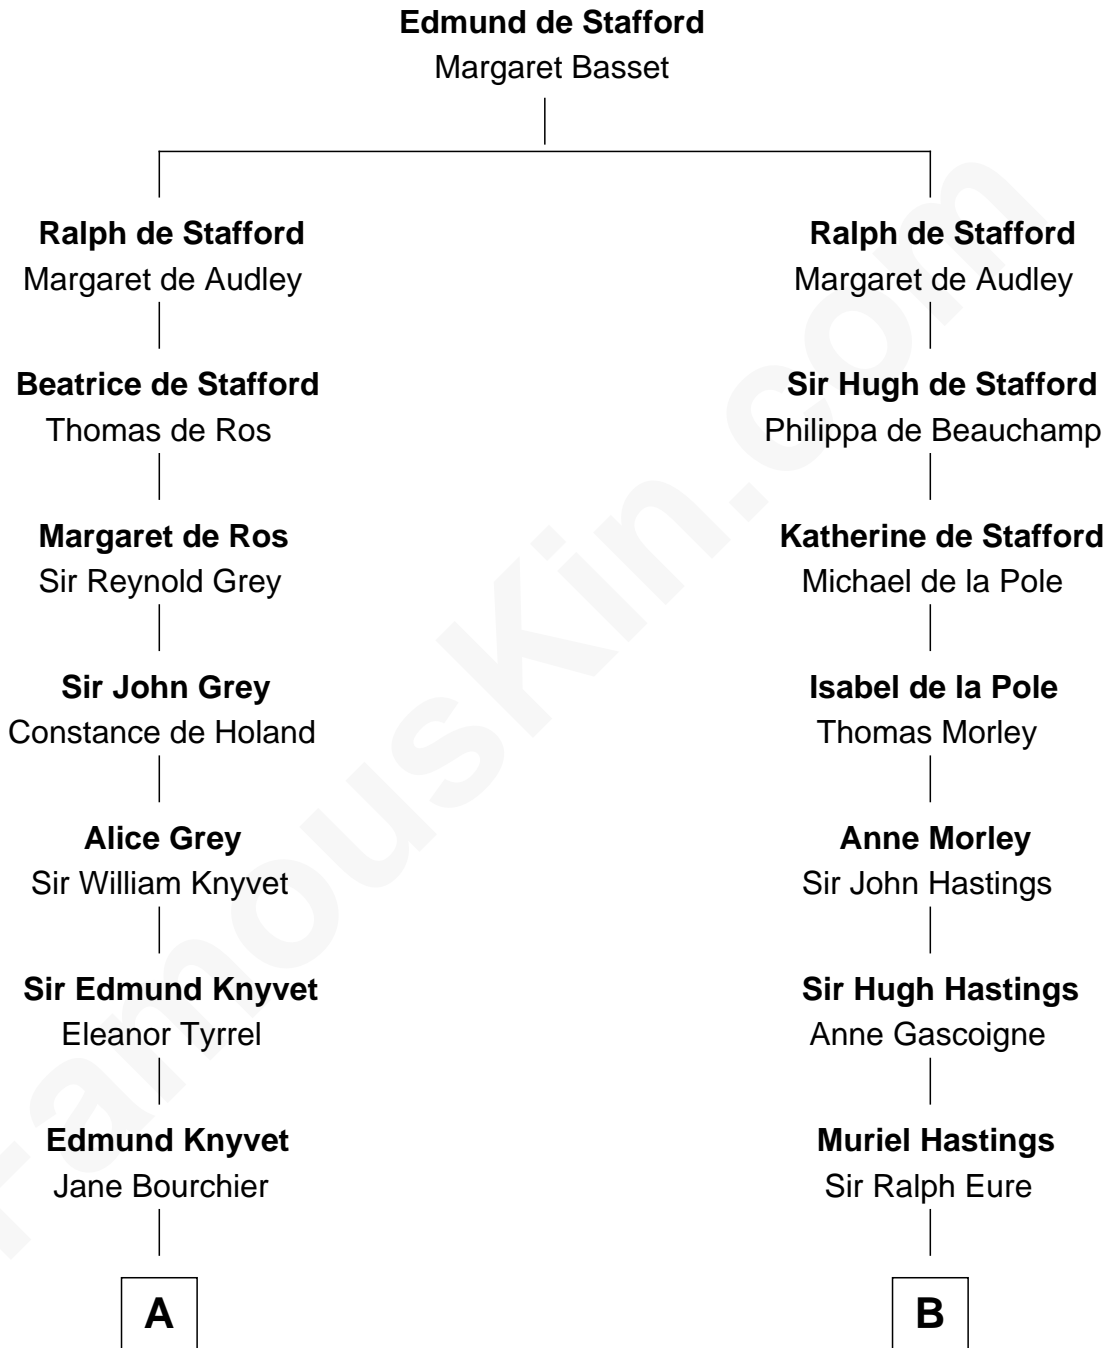 Edmund de Stafford
Margaret Basset
Ralph de Stafford
Margaret de Audley
Beatrice de Stafford
Thomas de Ros
Margaret de Ros
Sir Reynold Grey
Sir John Grey
Constance de Holand
Alice Grey
Sir William Knyvet
Sir Edmund Knyvet
Eleanor Tyrrel
Edmund Knyvet
Jane Bourchier
A
Ralph de Stafford
Margaret de Audley
Sir Hugh de Stafford
Philippa de Beauchamp
Katherine de Stafford
Michael de la Pole
Isabel de la Pole
Thomas Morley
Anne Morley
Sir John Hastings
Sir Hugh Hastings
Anne Gascoigne
Muriel Hastings
Sir Ralph Eure
B
FamousKin.com